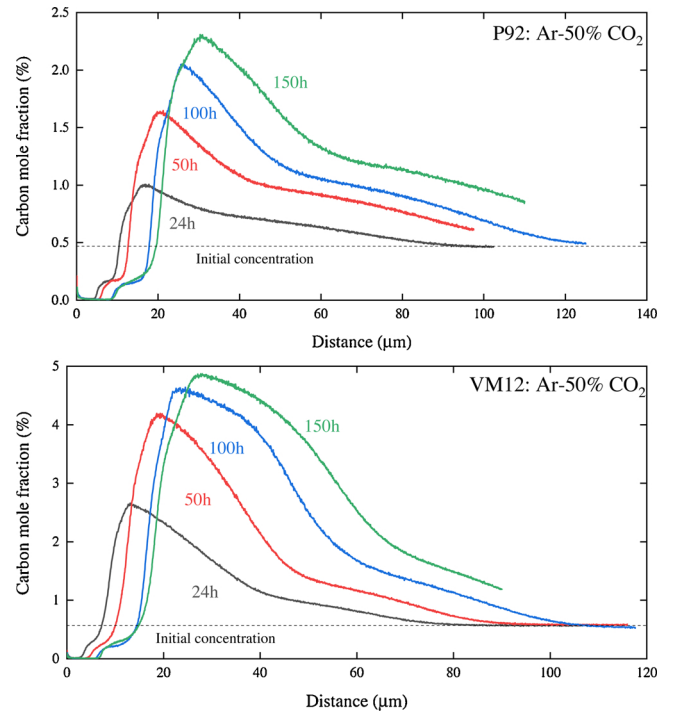 P92: Ar-50% CO₂
Carbon mole fraction (%)
2.5
2.0
1.5
1.0
0.5
0.0
150h
100h
50h
24h
Initial concentration
0 20 40 60 80 100 120 140
Distance (μm)
VM12: Ar-50% CO₂
Carbon mole fraction (%)
5
4
3
2
1
0
150h
100h
50h
24h
Initial concentration
0 20 40 60 80 100 120
Distance (μm)